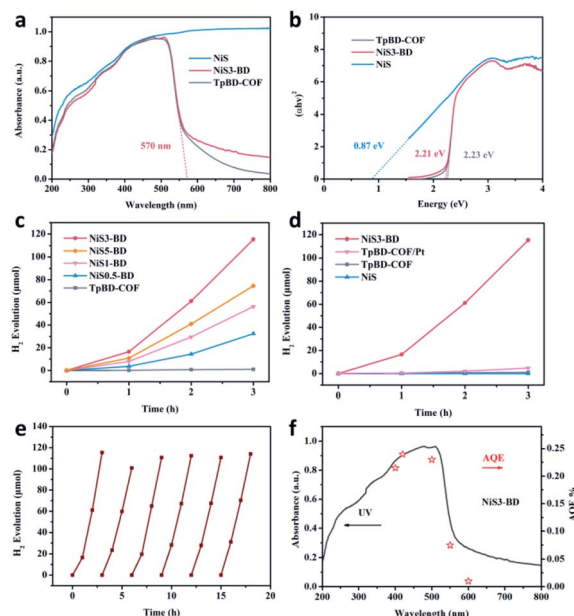 a
NiS
NiS3-BD
TpBD-COF
570 nm
Absorbance (a.u.)
1.0
0.8
0.6
0.4
0.2
0.0
200 300 400 500 600 700 800
Wavelength (nm)
b
TpBD-COF
NiS3-BD
NiS
0.87 eV
2.21 eV
2.23 eV
(αhν)²
10
8
6
4
2
0
0 1 2 3 4
Energy (eV)
c
NiS3-BD
NiS5-BD
NiS1-BD
NiS0.5-BD
TpBD-COF
H₂ Evolution (μmol)
120
100
80
60
40
20
0
0 1 2 3
Time (h)
d
NiS3-BD
TpBD-COF/Pt
TpBD-COF
NiS
H₂ Evolution (μmol)
120
100
80
60
40
20
0
0 1 2 3
Time (h)
e
H₂ Evolution (μmol)
140
120
100
80
60
40
20
0
0 5 10 15
Time (h)
f
AQE
NiS3-BD
UV
Absorbance (a.u.)
1.0
0.8
0.6
0.4
0.2
0.0
0.25
0.20
0.15
0.10
0.05
0.00
AQE %
200 300 400 500 600 700 800
Wavelength (nm)